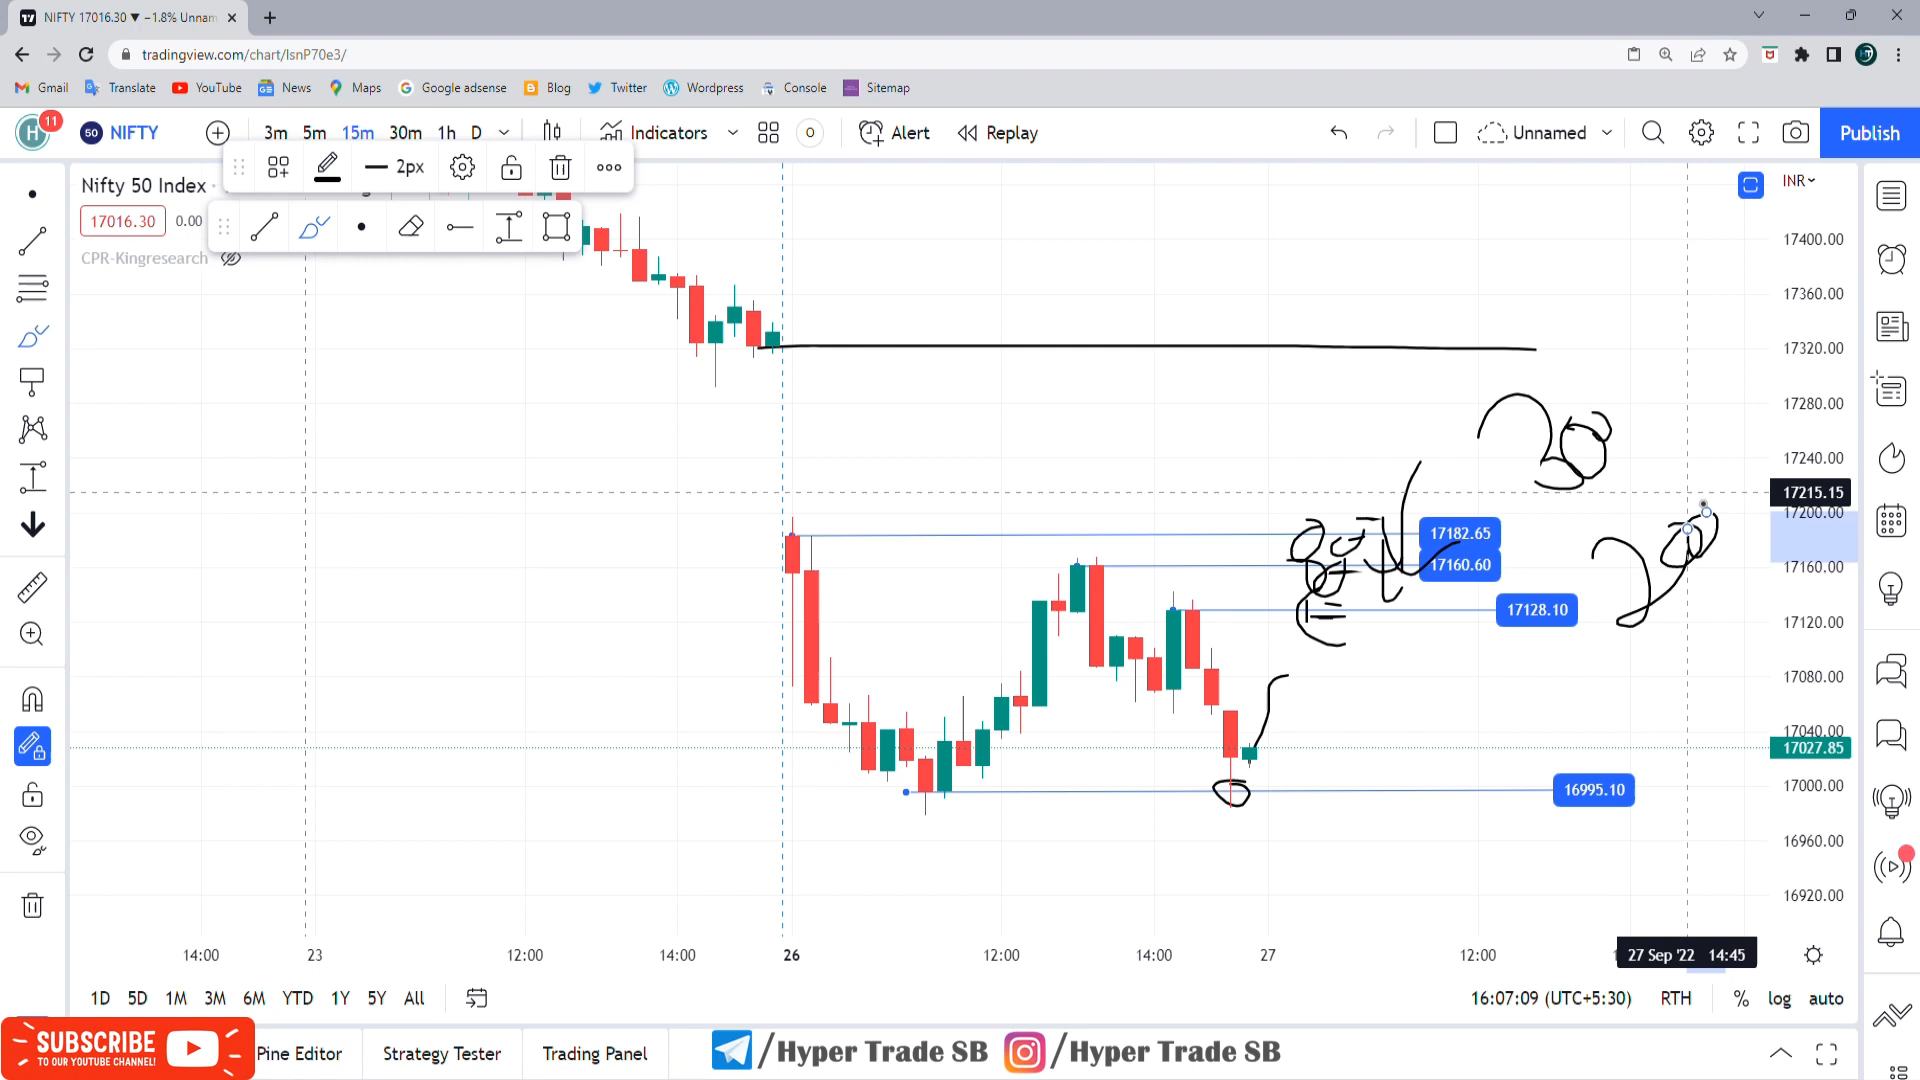 NIFTY 17016.30 ▼ −1.8% Unnam
tradingview.com/chart/lsnP70e3/
Gmail Translate YouTube News Maps Google adsense Blog Twitter Wordpress Console Sitemap
H 11 50 NIFTY 3m 5m 15m 30m 1h D Indicators Alert Replay Unnamed Publish
2px
Nifty 50 Index
17016.30 0.00
CPR-Kingresearch
INR
17400.00
17360.00
17320.00
17280.00
17240.00
17215.15
17200.00
17182.65
17160.60
17160.00
17128.10
17120.00
17080.00
17040.00
17027.85
16995.10
17000.00
16960.00
16920.00
14:00 23 12:00 14:00 26 12:00 14:00 27 12:00 27 Sep '22 14:45
1D 5D 1M 3M 6M YTD 1Y 5Y All 16:07:09 (UTC+5:30) RTH % log auto
SUBSCRIBE
TO OUR YOUTUBE CHANNEL!
Pine Editor Strategy Tester Trading Panel /Hyper Trade SB /Hyper Trade SB